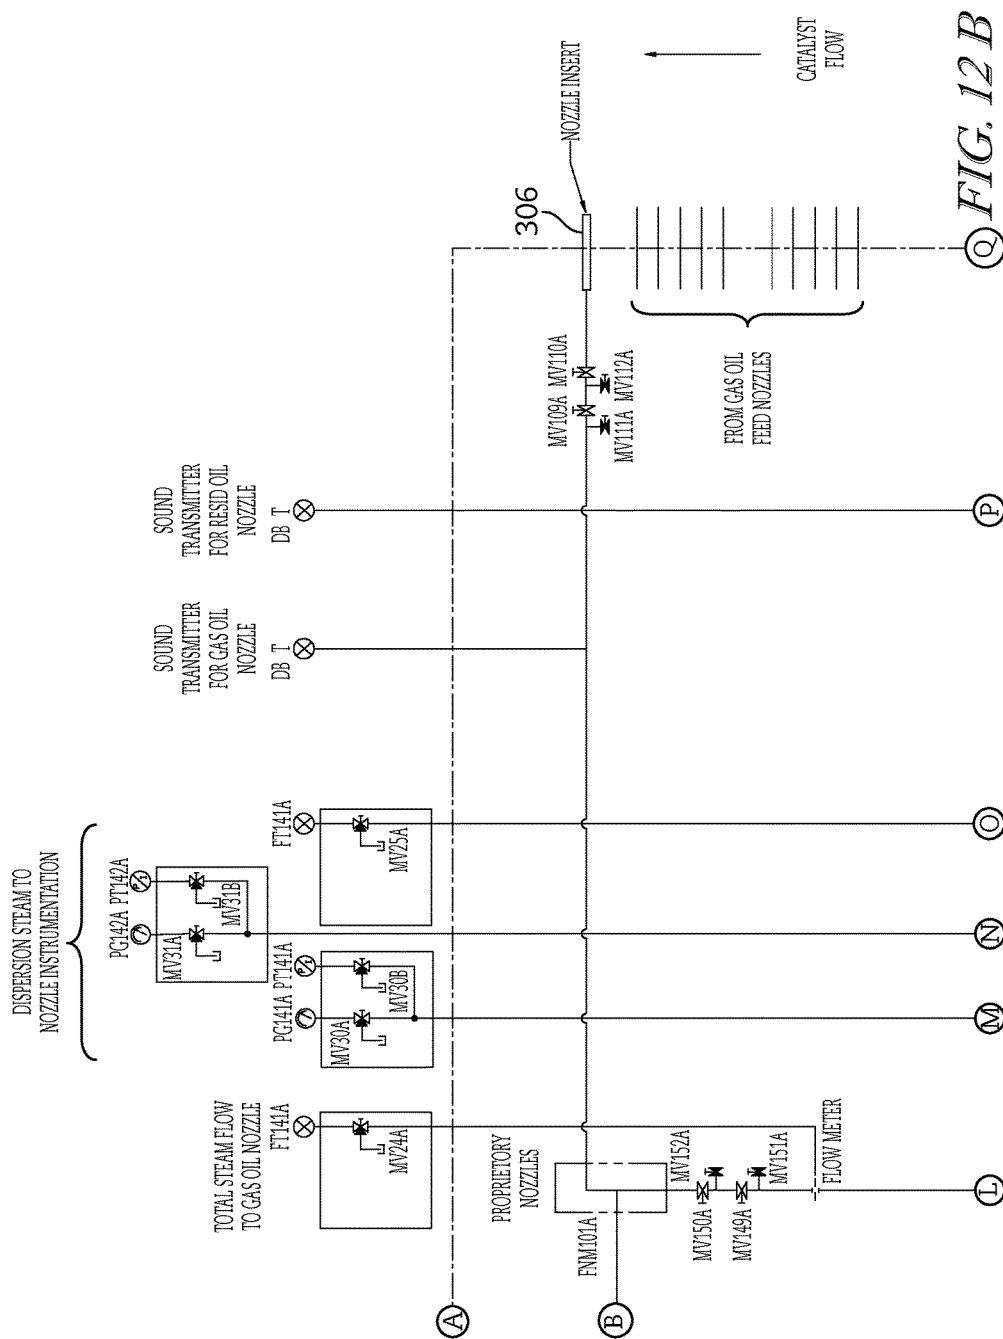 DISPERSION STEAM TO
NOZZLE INSTRUMENTATION
PG142A PT142A
MV31A
MV31B
TOTAL STEAM FLOW
TO GAS OIL NOZZLE
FT141A
MV24A
PG141A PT141A
MV30A
MV30B
FT141A
MV25A
SOUND
TRANSMITTER
FOR GAS OIL
NOZZLE
DB T
SOUND
TRANSMITTER
FOR RESID OIL
NOZZLE
DB T
A
PROPRIETORY
NOZZLES
FNM101A
B
MV152A
MV150A
MV151A
MV149A
FLOW METER
MV109A MV110A
MV111A MV112A
306
NOZZLE INSERT
FROM GAS OIL
FEED NOZZLES
CATALYST
FLOW
L
M
N
O
P
Q
FIG. 12 B